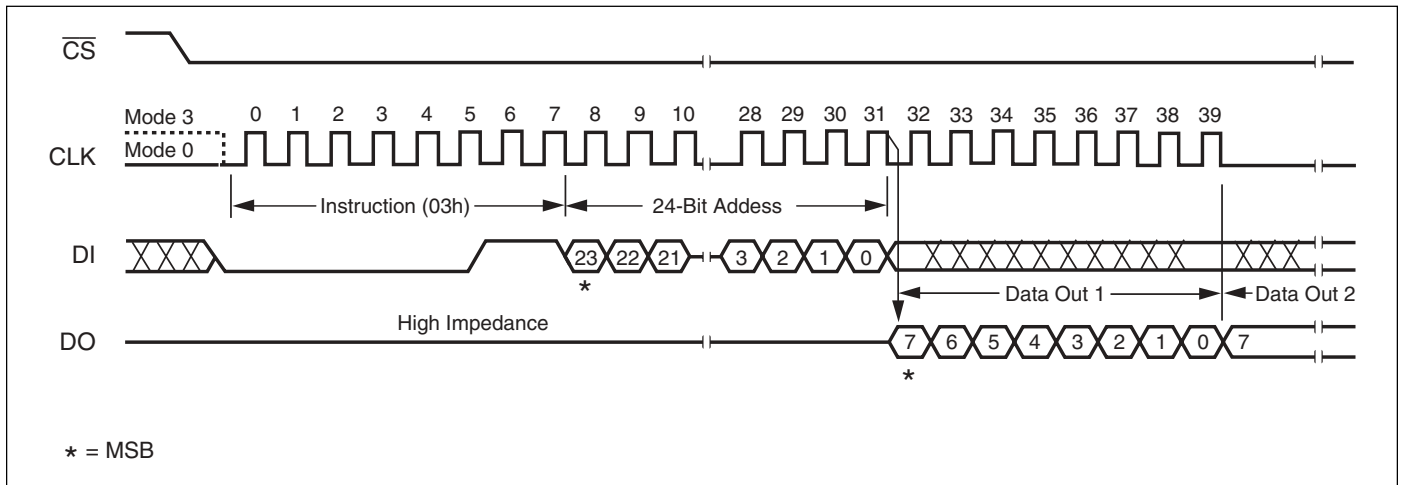 CS
Mode 3
0 1 2 3 4 5 6 7 8 9 10 28 29 30 31 32 33 34 35 36 37 38 39
CLK
Mode 0
Instruction (03h)
24-Bit Addess
DI
23 22 21 3 2 1 0
*
Data Out 1
Data Out 2
High Impedance
DO
7 6 5 4 3 2 1 0 7
*
* = MSB